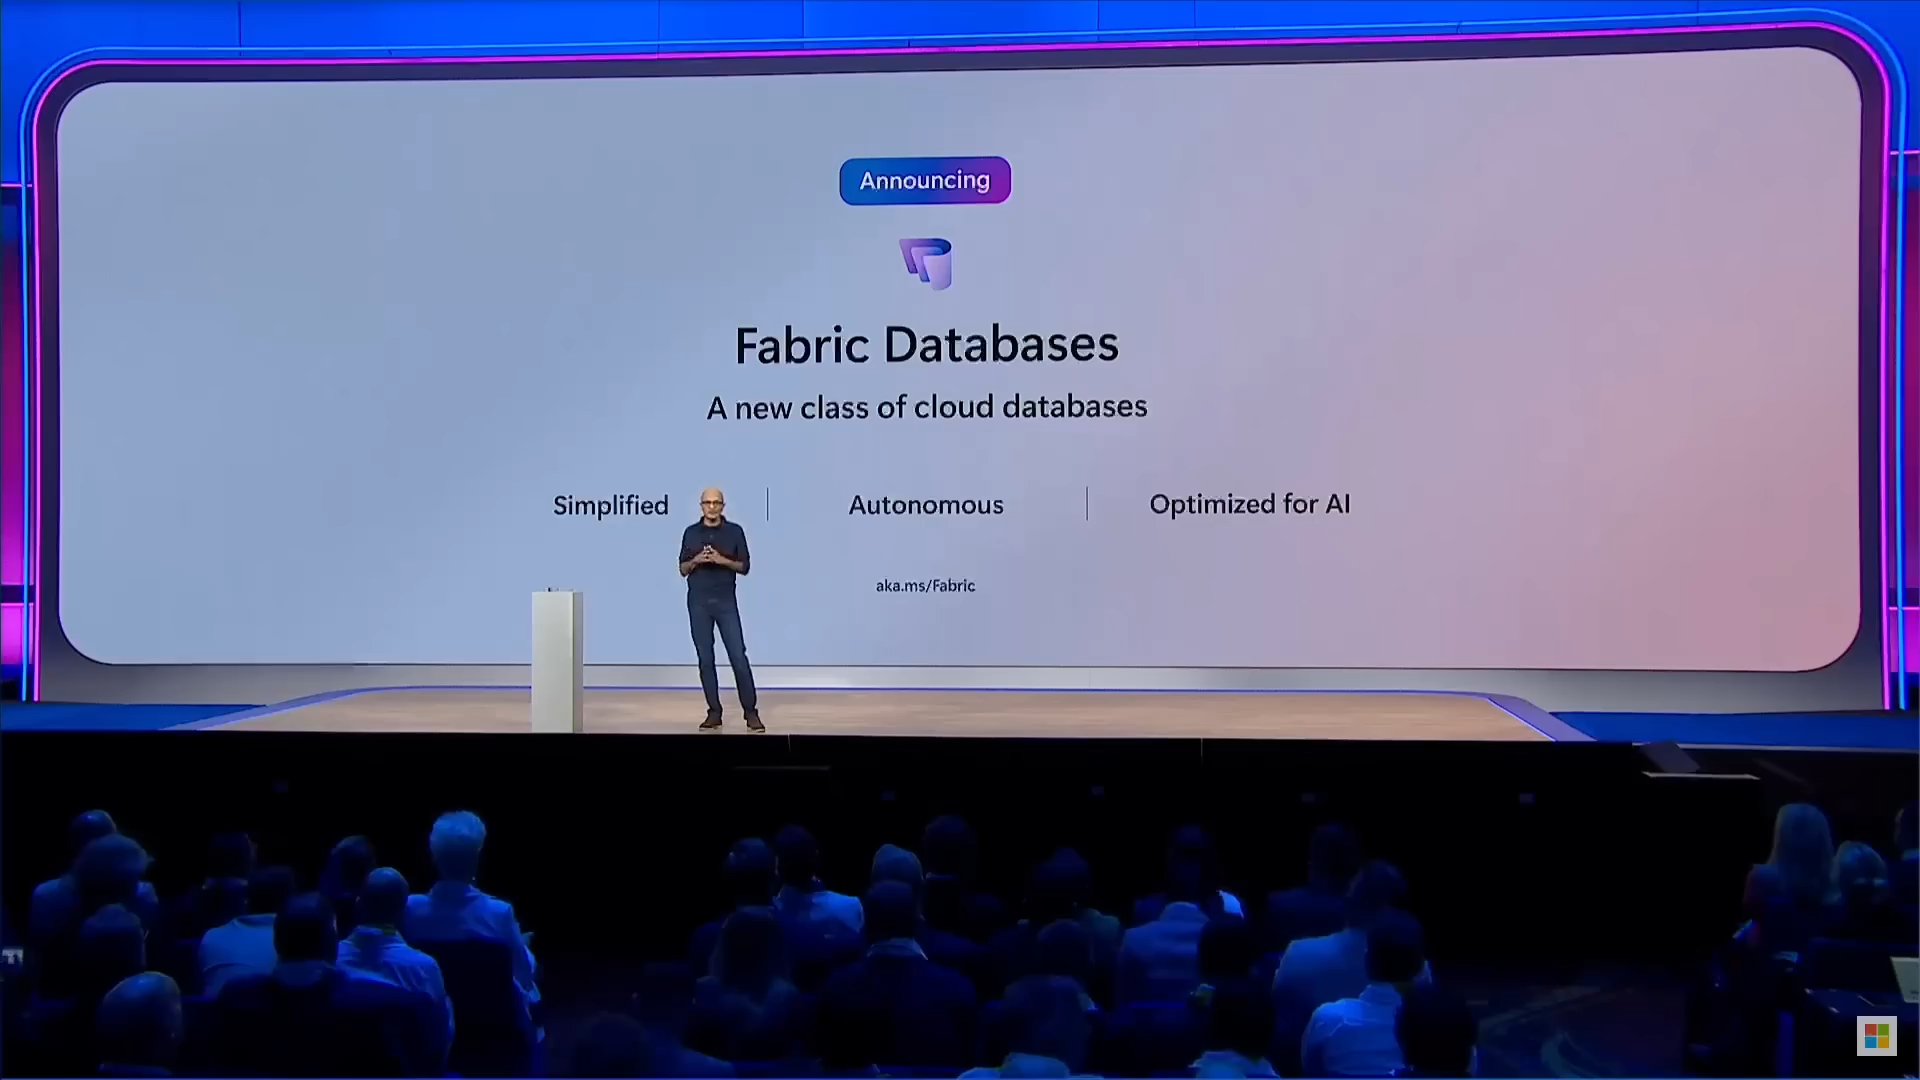 Announcing
Fabric Databases
A new class of cloud databases
Simplified
Autonomous
Optimized for AI
aka.ms/Fabric